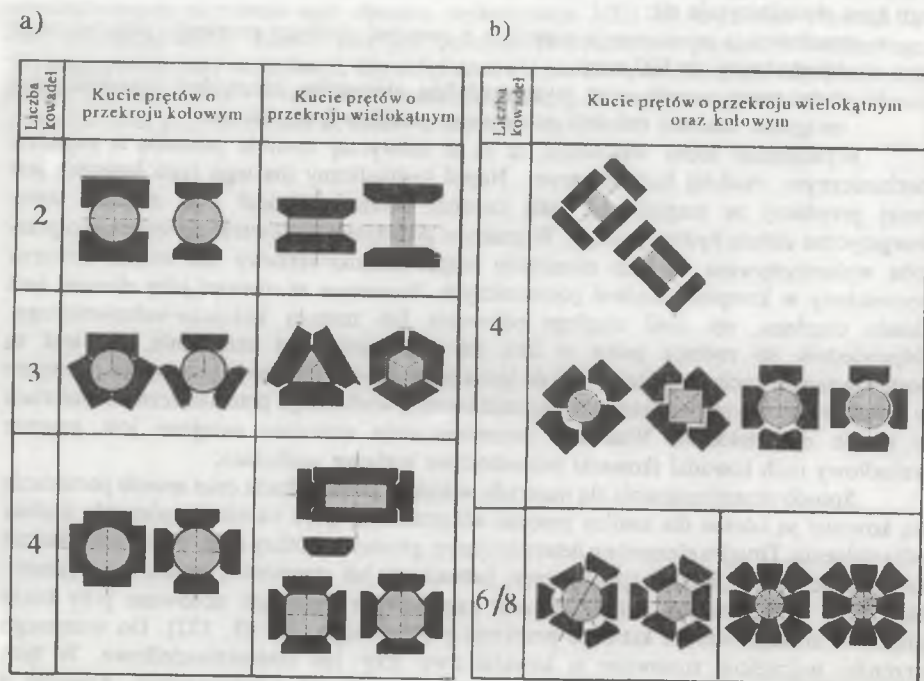 a)
Liczba
kowadeł
Kucie prętów o
przekroju kołowym
Kucie prętów o
przekroju wielokątnym
2
3
4
b)
Liczba
kowadeł
Kucie prętów o przekroju wielokątnym
oraz kołowym
4
6/8